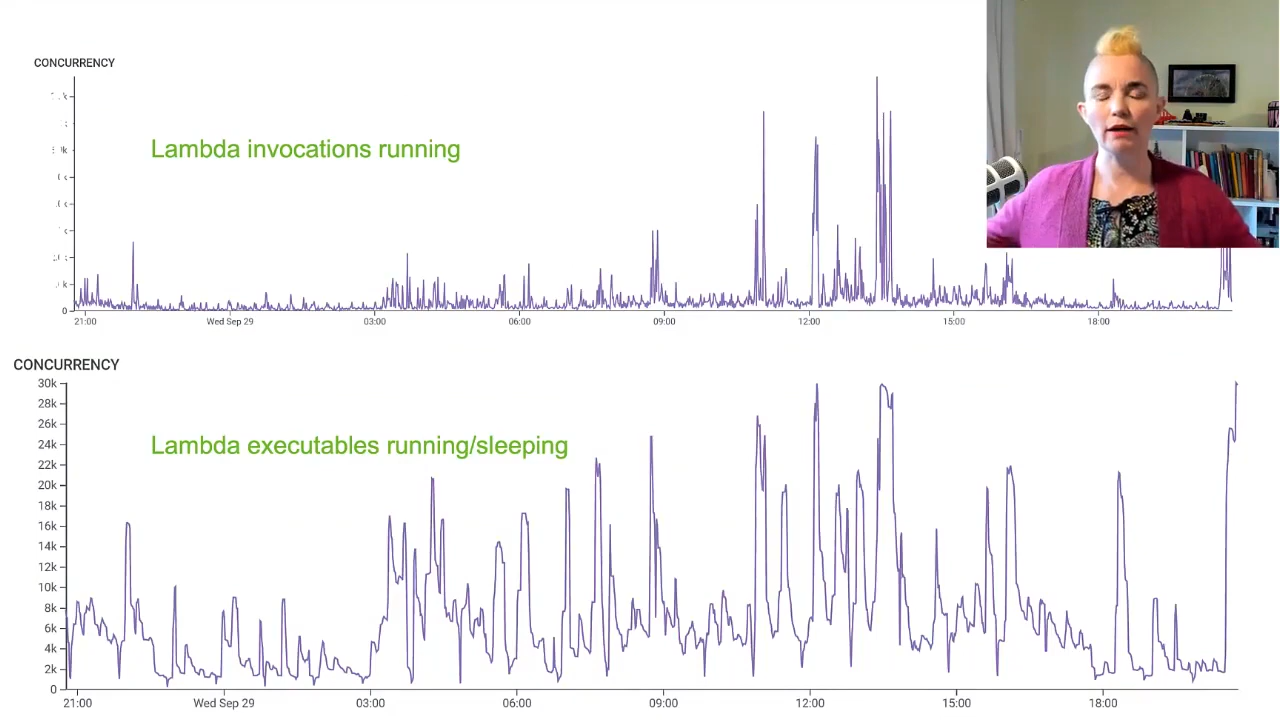 CONCURRENCY
Lambda invocations running
0
21:00 Wed Sep 29 03:00 06:00 09:00 12:00 15:00 18:00
CONCURRENCY
30k
28k
26k
Lambda executables running/sleeping
24k
22k
20k
18k
16k
14k
12k
10k
8k
6k
4k
2k
0
21:00 Wed Sep 29 03:00 06:00 09:00 12:00 15:00 18:00